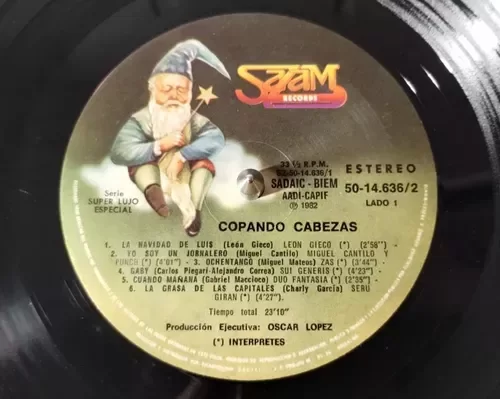 SAZAM
RECORDS
33 ⅓ R.P.M.
SADAIC - BIEM
AADI-CAPIF
℗ 1982
ESTEREO
50-14.636/2
LADO 1
Serie
SUPER LUJO
ESPECIAL
COPANDO CABEZAS
1. LA NAVIDAD DE LUIS (León Gieco) LEON GIECO (*) (2'58") -
2. YO SOY UN JORNALERO (Miguel Cantilo) MIGUEL CANTILO Y
PUNCH (*) (4'01") - 3. OCHENTANGO (Miguel Mateos) ZAS (*) (3'44") -
4. GABY (Carlos Piegari-Alejandro Correa) SUI GENERIS (*) (4'23") -
5. CUANDO MAÑANA (Gabriel Maccioco) DUO FANTASIA (*) (2'35") -
6. LA GRASA DE LAS CAPITALES (Charly García) SERU
GIRAN (*) (4'27").
Tiempo total 23'10"
Producción Ejecutiva: OSCAR LOPEZ
(*) INTERPRETES